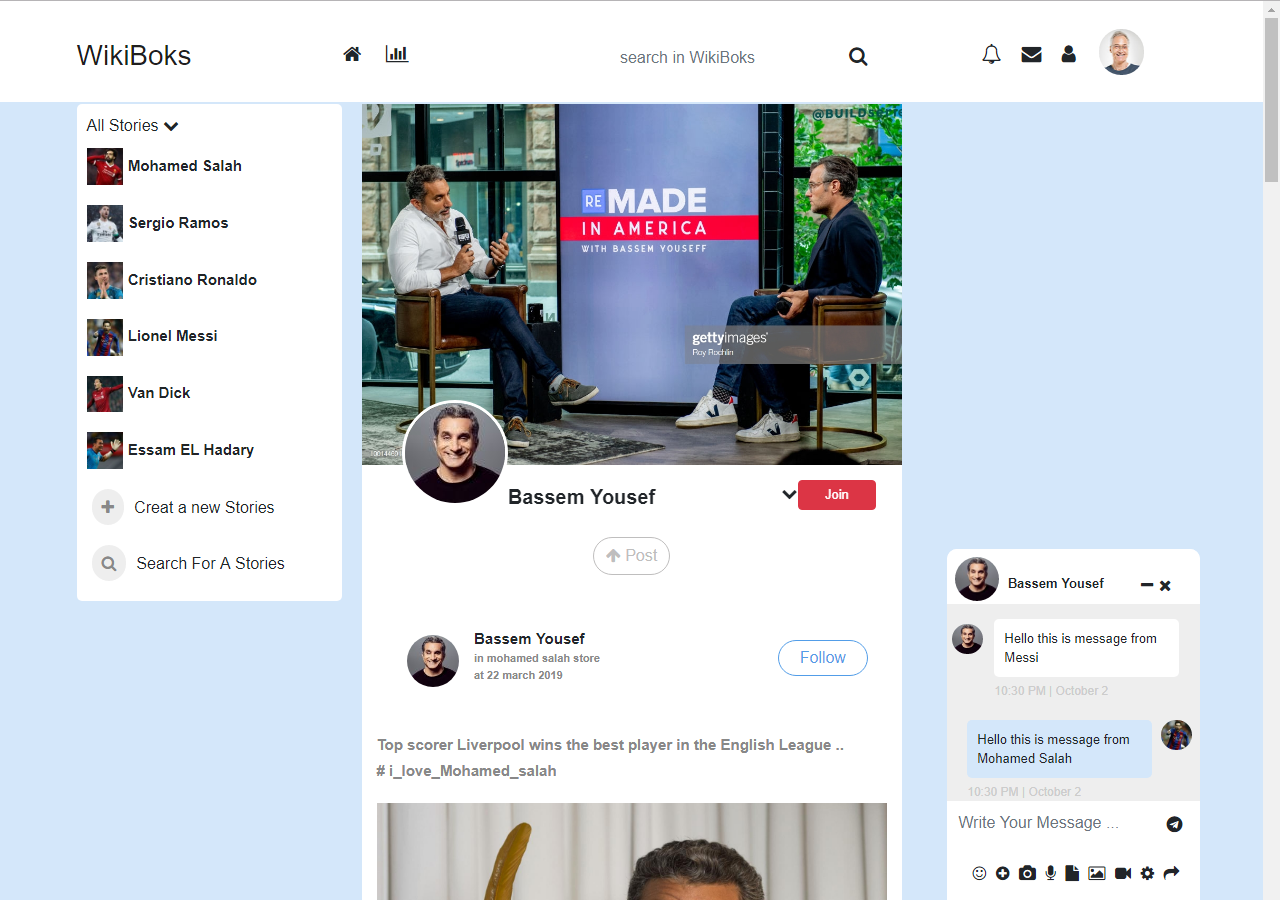 WikiBoks
search in WikiBoks
All Stories
Mohamed Salah
Sergio Ramos
Cristiano Ronaldo
Lionel Messi
Van Dick
Essam EL Hadary
Creat a new Stories
Search For A Stories
RE MADE
IN AMERICA
WITH BASSEM YOUSEFF
gettyimages'
Roy Rochlin
Bassem Yousef
Join
Post
Bassem Yousef
in mohamed salah store
at 22 march 2019
Follow
Top scorer Liverpool wins the best player in the English League ..
# i_love_Mohamed_salah
Bassem Yousef
Hello this is message from
Messi
10:30 PM | October 2
Hello this is message from
Mohamed Salah
10:30 PM | October 2
Write Your Message ...